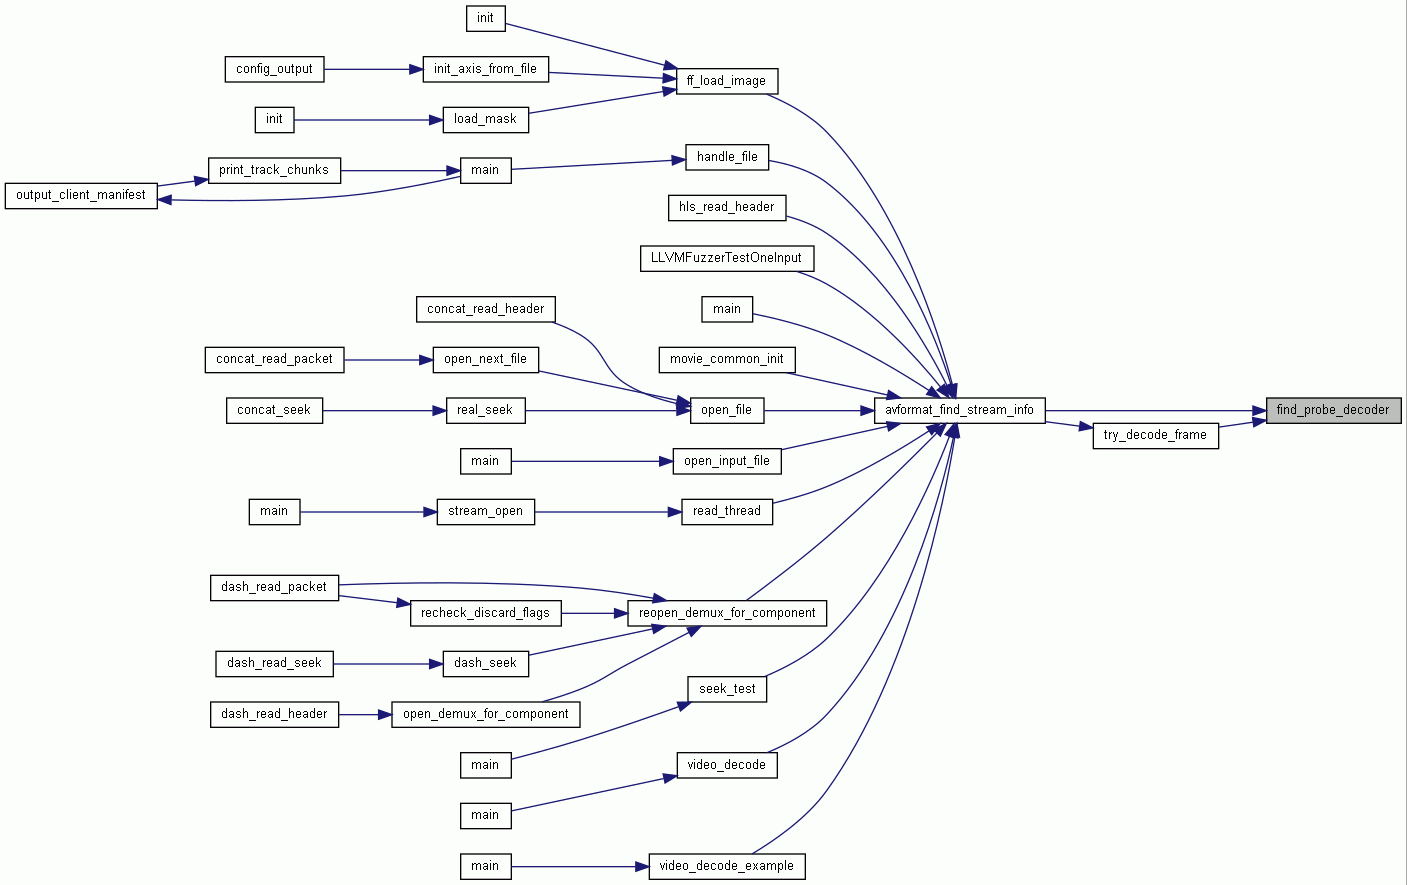 init
config_output
init_axis_from_file
ff_load_image
init
load_mask
handle_file
print_track_chunks
main
output_client_manifest
hls_read_header
LLVMFuzzerTestOneInput
concat_read_header
main
concat_read_packet
open_next_file
movie_common_init
concat_seek
real_seek
open_file
avformat_find_stream_info
find_probe_decoder
try_decode_frame
main
open_input_file
main
stream_open
read_thread
dash_read_packet
recheck_discard_flags
reopen_demux_for_component
dash_read_seek
dash_seek
seek_test
dash_read_header
open_demux_for_component
main
video_decode
main
main
video_decode_example